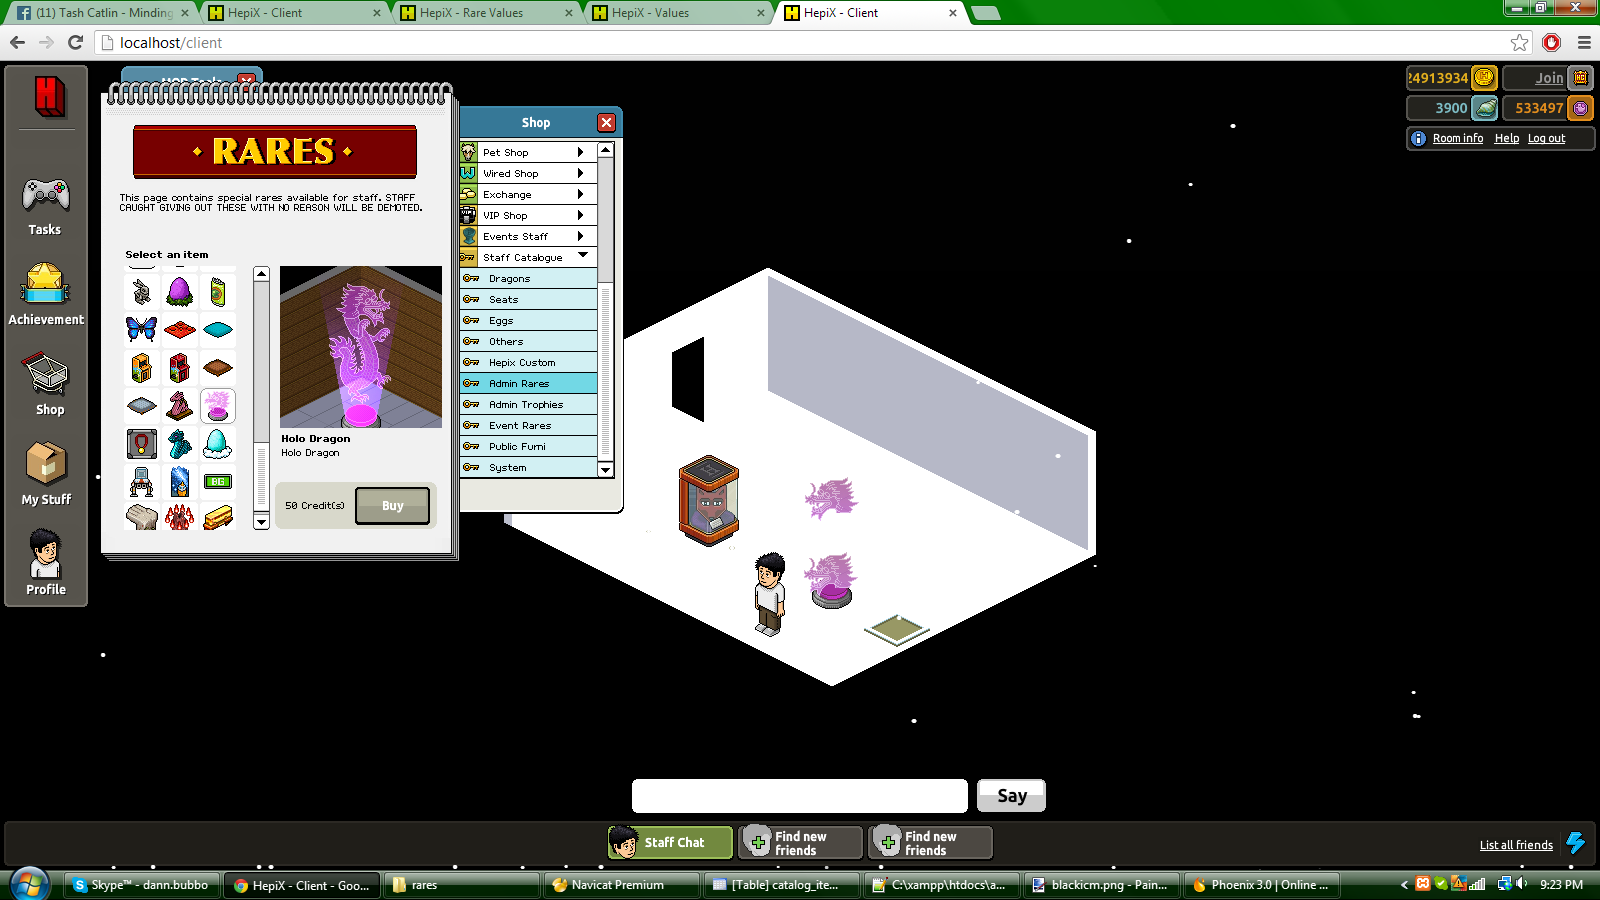 (11) Tash Catlin - Minding
HepiX - Client
HepiX - Rare Values
HepiX - Values
HepiX - Client
localhost/client
24913934
Join
3900
533497
Room info
Help
Log out
Tasks
Achievement
Shop
My Stuff
Profile
RARES
This page contains special rares available for staff. STAFF
CAUGHT GIVING OUT THESE WITH NO REASON WILL BE DEMOTED.
Select an item
BG
Holo Dragon
Holo Dragon
50 Credit(s)
Buy
Shop
Pet Shop
Wired Shop
Exchange
VIP Shop
Events Staff
Staff Catalogue
Dragons
Seats
Eggs
Others
Hepix Custom
Admin Rares
Admin Trophies
Event Rares
Public Furni
System
Say
Staff Chat
Find new
friends
Find new
friends
List all friends
Skype™ - dann.bubbo
HepiX - Client - Goo...
rares
Navicat Premium
[Table] catalog_ite...
C:\xampp\htdocs\a...
blackicm.png - Pain...
Phoenix 3.0 | Online ...
9:23 PM